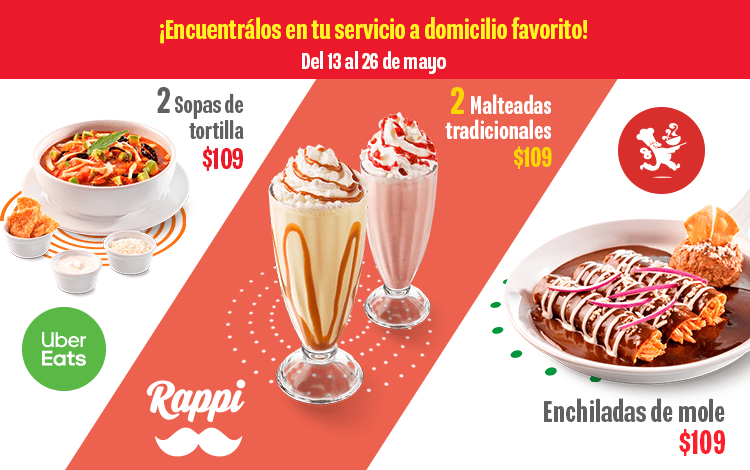 ¡Encuentrálos en tu servicio a domicilio favorito!
Del 13 al 26 de mayo
2 Sopas de
tortilla
$109
2 Malteadas
tradicionales
$109
Uber
Eats
Rappi
Enchiladas de mole
$109